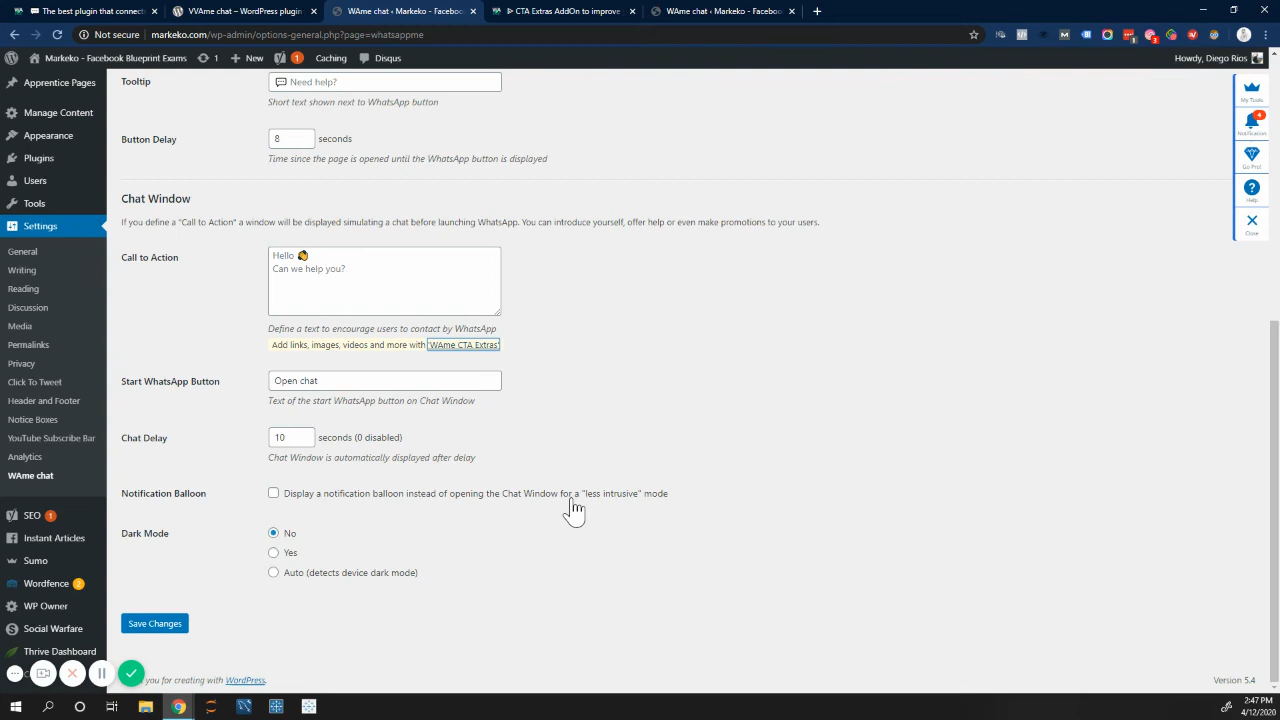 The best plugin that connect
WAme chat – WordPress plugin
WAme chat ‹ Markeko - Facebook
CTA Extras AddOn to improve
WAme chat ‹ Markeko - Facebook
Not secure markeko.com/wp-admin/options-general.php?page=whatsappme
Markeko - Facebook Blueprint Exams 1 New 1 Caching Disqus Howdy, Diego Rios
Apprentice Pages
Manage Content
Appearance
Plugins
Users
Tools
Settings
General
Writing
Reading
Discussion
Media
Permalinks
Privacy
Click To Tweet
Header and Footer
Notice Boxes
YouTube Subscribe Bar
Analytics
WAme chat
SEO 1
Instant Articles
Sumo
Wordfence 2
WP Owner
Social Warfare
Thrive Dashboard
Tooltip
💬 Need help?
Short text shown next to WhatsApp button
Button Delay
8 seconds
Time since the page is opened until the WhatsApp button is displayed
Chat Window
If you define a "Call to Action" a window will be displayed simulating a chat before launching WhatsApp. You can introduce yourself, offer help or even make promotions to your users.
Call to Action
Hello 👋
Can we help you?
Define a text to encourage users to contact by WhatsApp
Add links, images, videos and more with 'WAme CTA Extras'
Start WhatsApp Button
Open chat
Text of the start WhatsApp button on Chat Window
Chat Delay
10 seconds (0 disabled)
Chat Window is automatically displayed after delay
Notification Balloon
Display a notification balloon instead of opening the Chat Window for a "less intrusive" mode
Dark Mode
No
Yes
Auto (detects device dark mode)
Save Changes
you for creating with WordPress.
Version 5.4
My Tools
4
Notification
Go Pro!
Help
Close
2:47 PM
4/12/2020